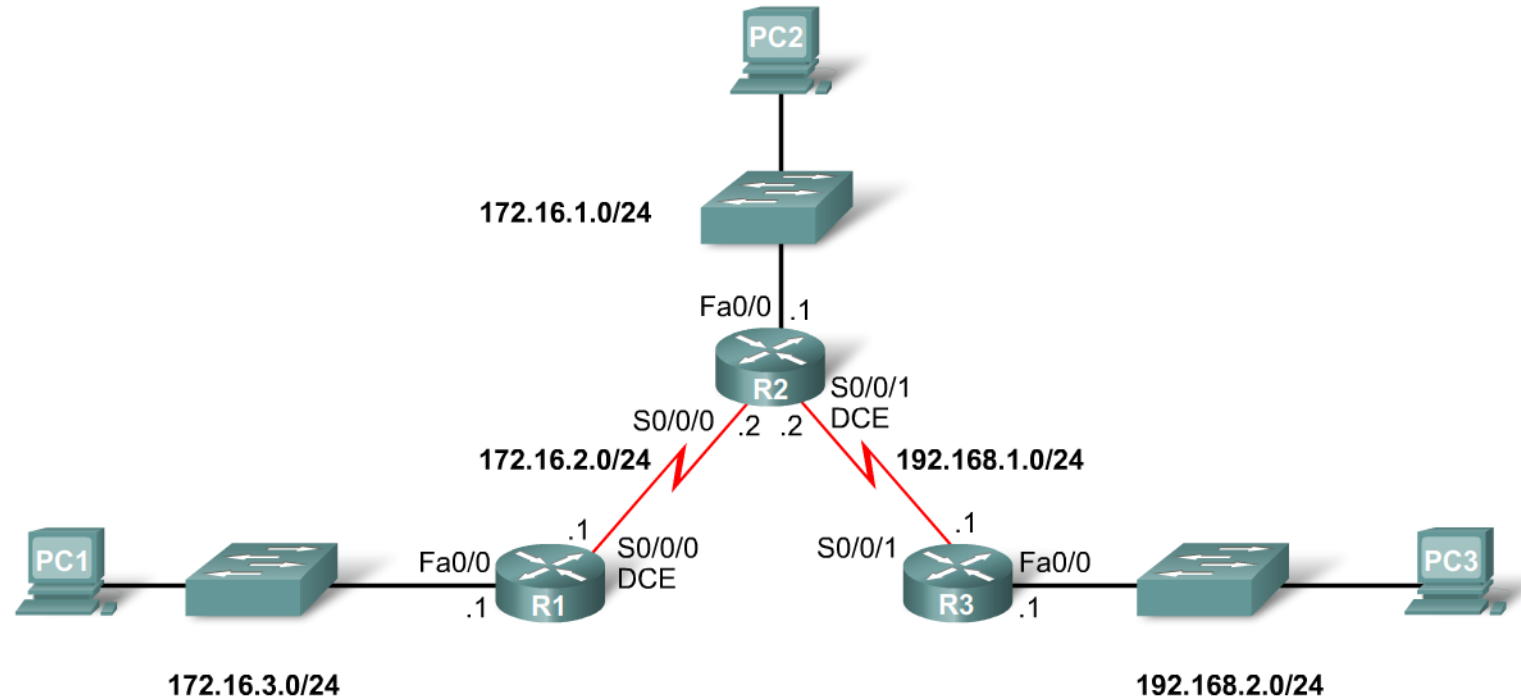 PC2
172.16.1.0/24
Fa0/0
.1
R2
S0/0/1
DCE
S0/0/0
.2
.2
172.16.2.0/24
192.168.1.0/24
.1
S0/0/0
DCE
S0/0/1
.1
PC1
Fa0/0
.1
R1
R3
Fa0/0
.1
PC3
172.16.3.0/24
192.168.2.0/24